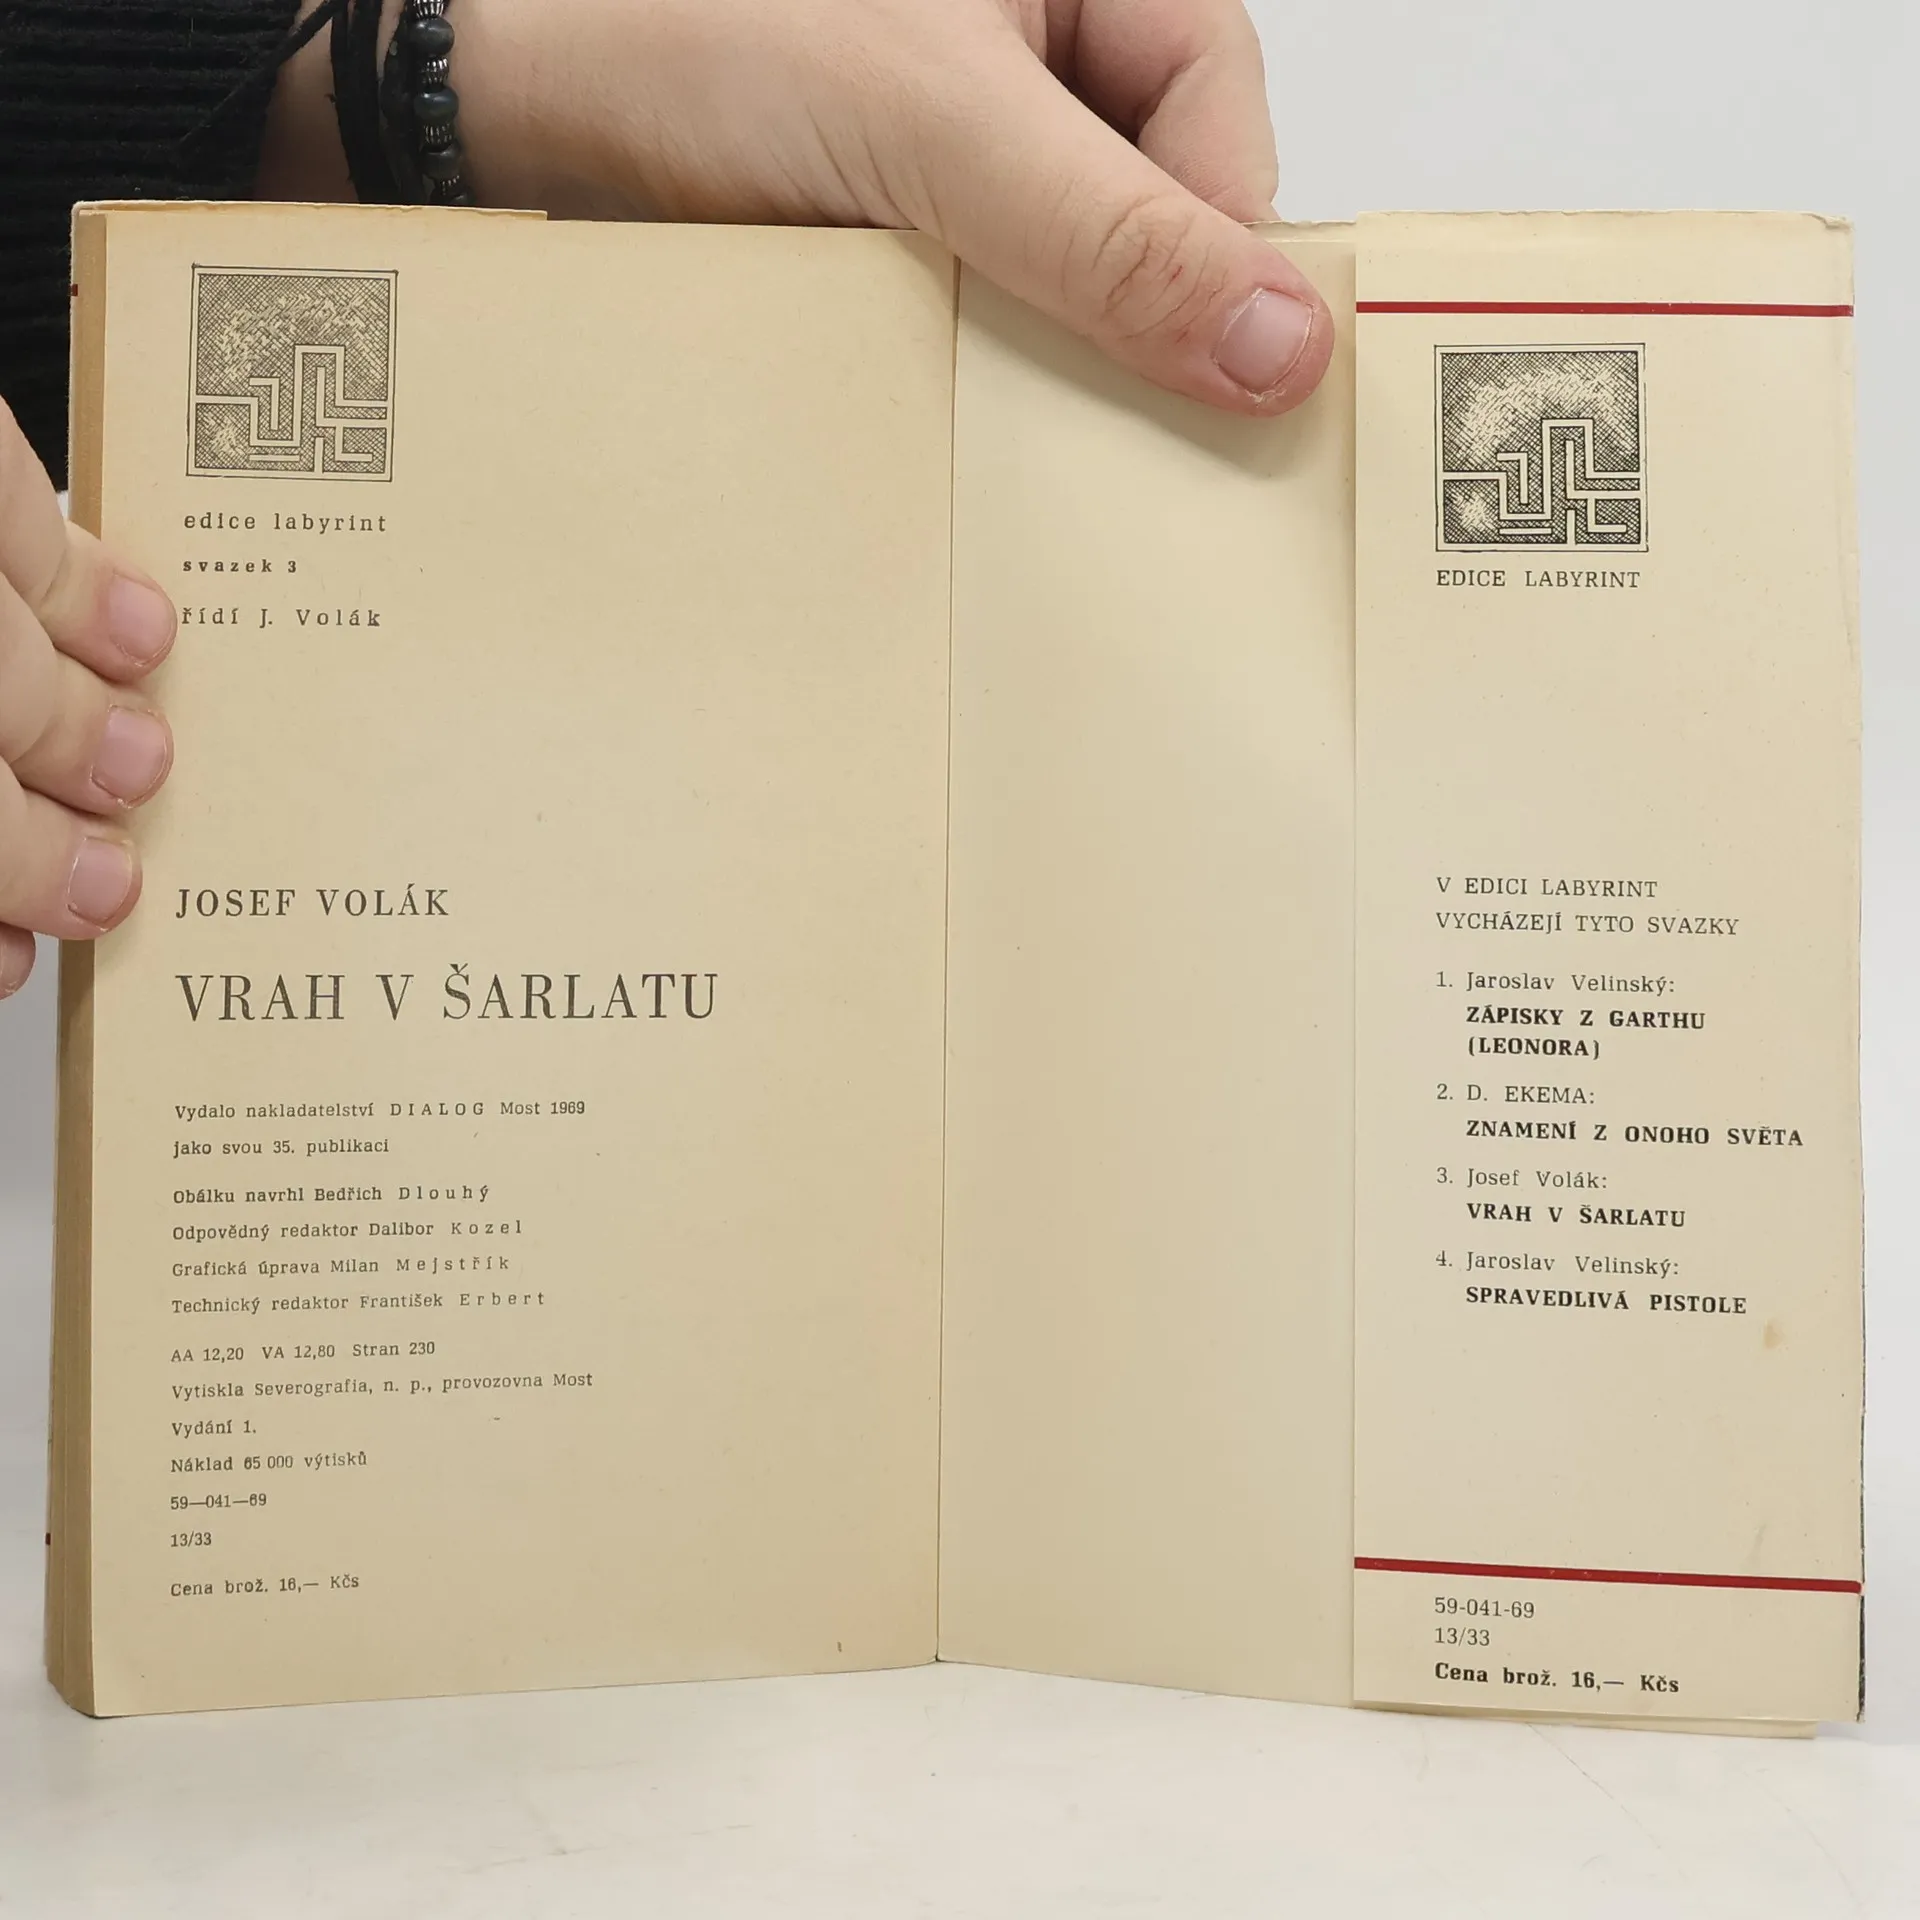 edice labyrint
svazek 3
řídí J. Volák
JOSEF VOLÁK
VRAH V ŠARLATU
Vydalo nakladatelství DIALOG Most 1969
jako svou 35. publikaci
Obálku navrhl Bedřich Dlouhý
Odpovědný redaktor Dalibor Kozel
Grafická úprava Milan Mejstřík
Technický redaktor František Erbert
AA 12,20 VA 12,80 Stran 230
Vytiskla Severografia, n. p., provozovna Most
Vydání 1.
Náklad 65 000 výtisků
59—041—69
13/33
Cena brož. 16,— Kčs
EDICE LABYRINT
V EDICI LABYRINT
VYCHÁZEJÍ TYTO SVAZKY
1. Jaroslav Velinský:
ZÁPISKY Z GARTHU
(LEONORA)
2. D. EKEMA:
ZNAMENÍ Z ONOHO SVĚTA
3. Josef Volák:
VRAH V ŠARLATU
4. Jaroslav Velinský:
SPRAVEDLIVÁ PISTOLE
59-041-69
13/33
Cena brož. 16,— Kčs